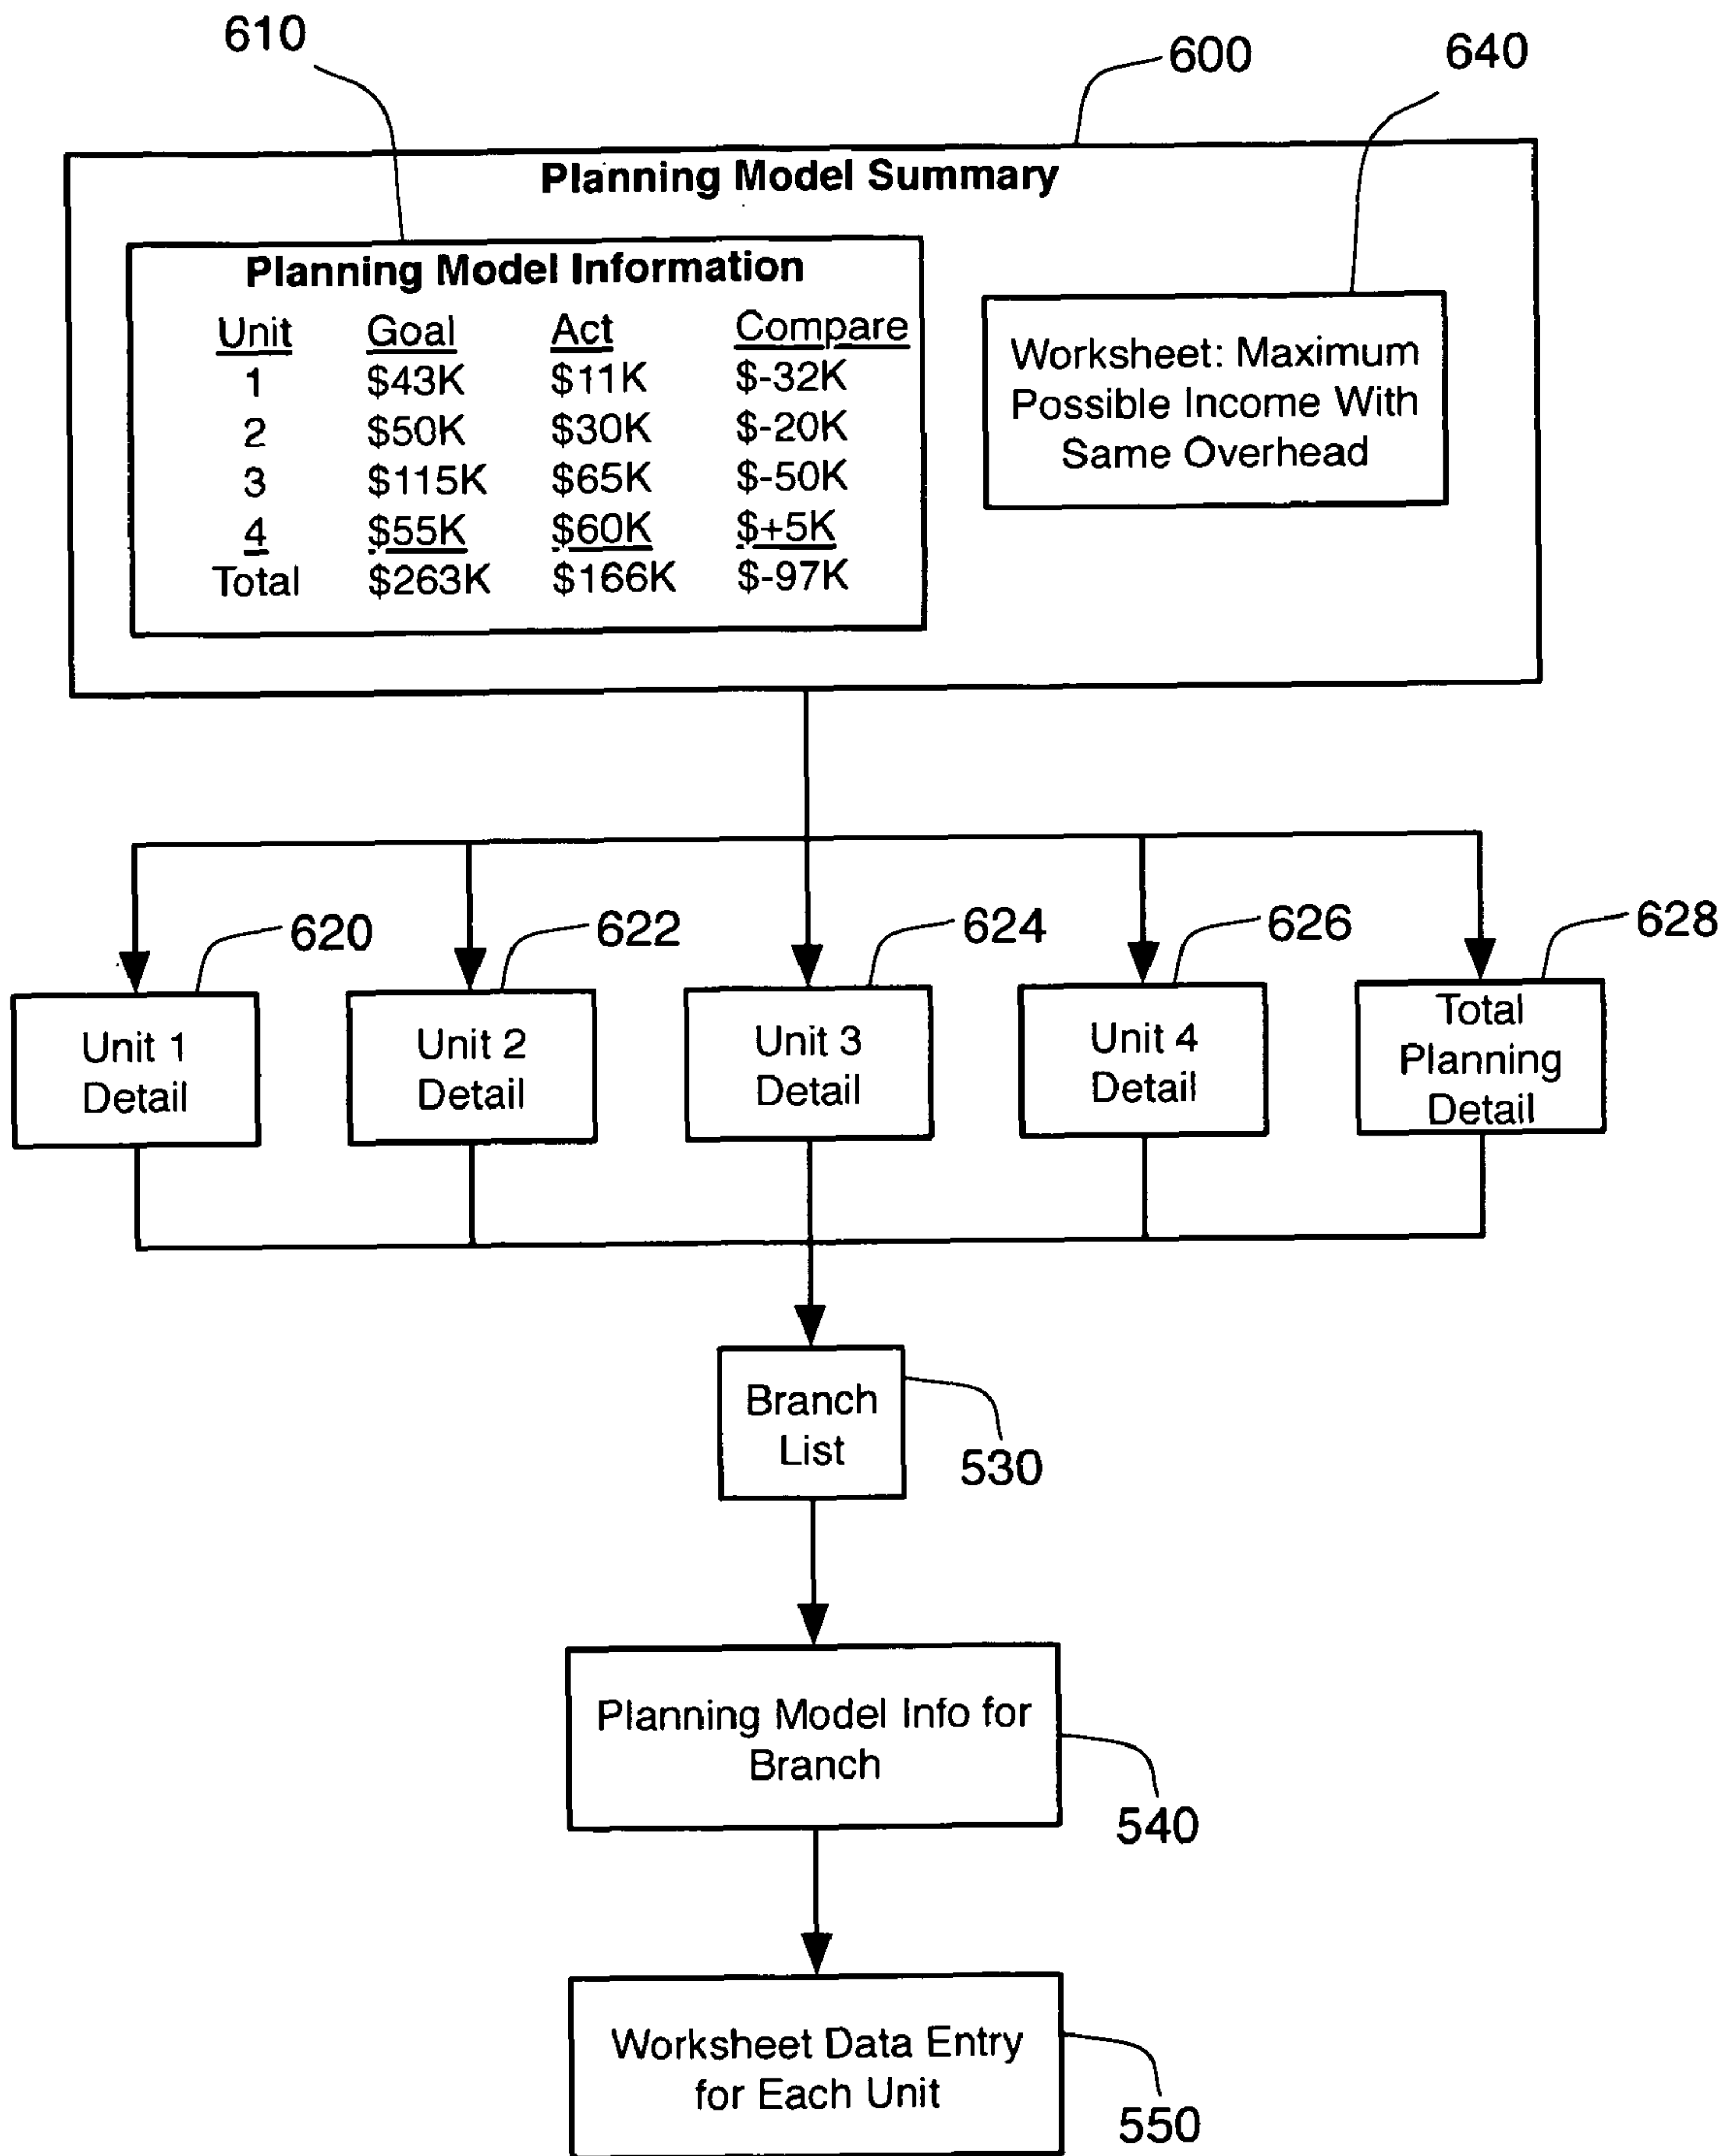 610
600
640
Planning Model Summary
Planning Model Information
Unit Goal Act Compare
1 $43K $11K $-32K
2 $50K $30K $-20K
3 $115K $65K $-50K
4 $55K $60K $+5K
Total $263K $166K $-97K
Worksheet: Maximum
Possible Income With
Same Overhead
620
622
624
626
628
Unit 1
Detail
Unit 2
Detail
Unit 3
Detail
Unit 4
Detail
Total
Planning
Detail
Branch
List
530
Planning Model Info for
Branch
540
Worksheet Data Entry
for Each Unit
550